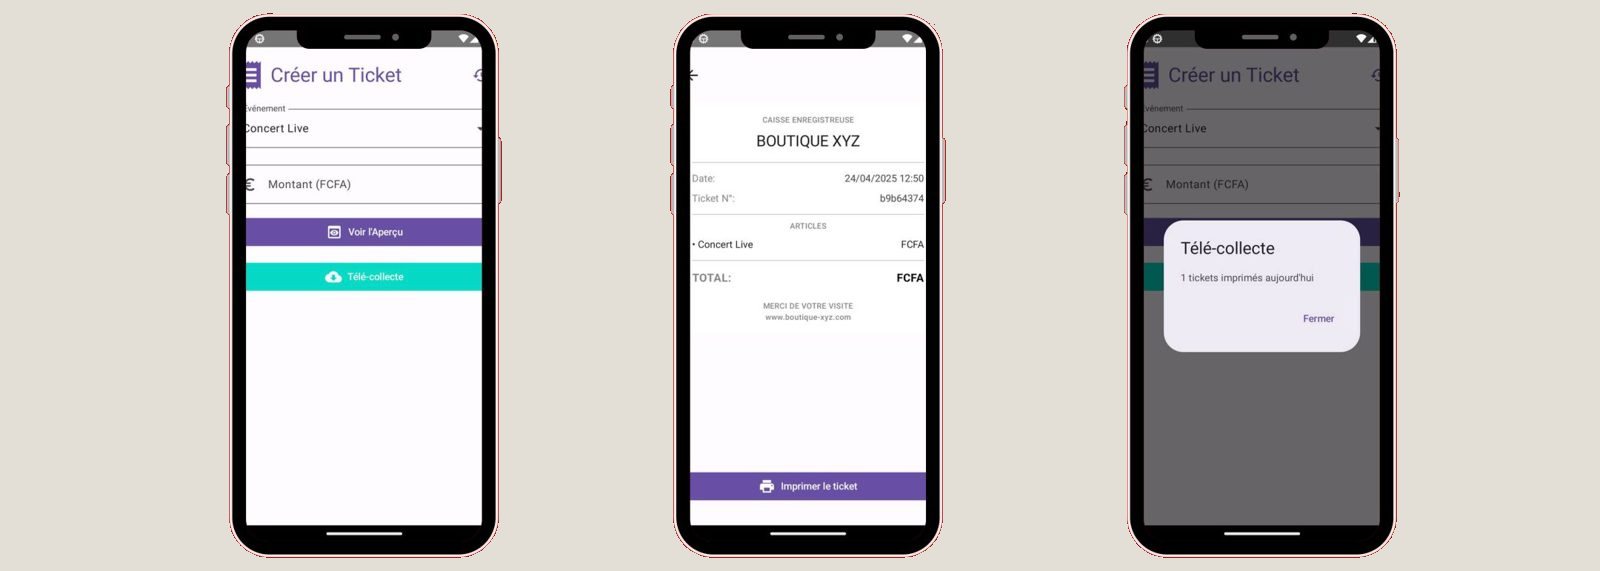 Créer un Ticket
Événement
Concert Live
€ Montant (FCFA)
Voir l'Aperçu
Télé-collecte
CAISSE ENREGISTREUSE
BOUTIQUE XYZ
Date: 24/04/2025 12:50
Ticket N°: b9b64374
ARTICLES
• Concert Live FCFA
TOTAL: FCFA
MERCI DE VOTRE VISITE
www.boutique-xyz.com
Imprimer le ticket
Créer un Ticket
Événement
Concert Live
€ Montant (FCFA)
Télé-collecte
1 tickets imprimés aujourd'hui
Fermer